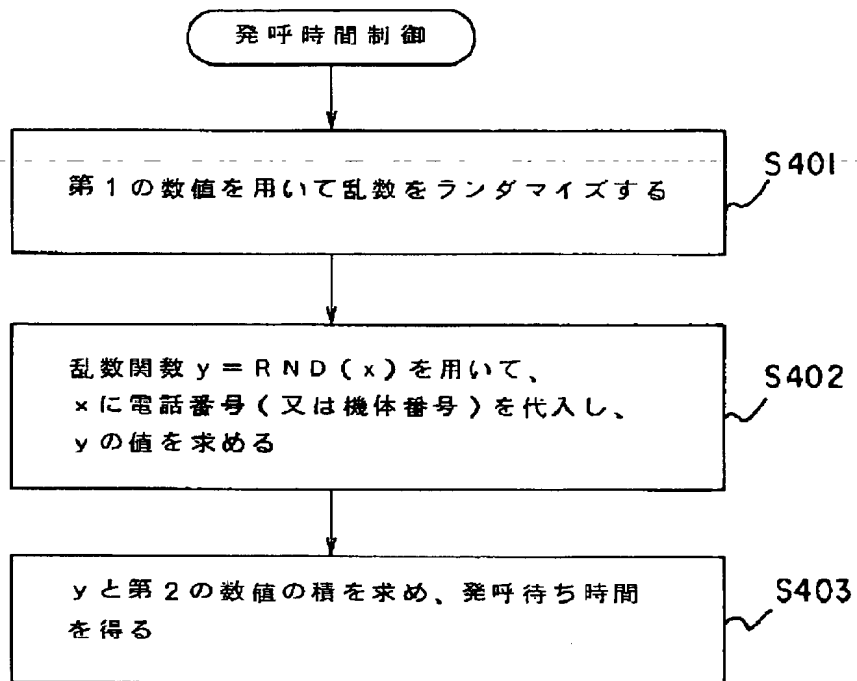 発呼時間制御
第1の数値を用いて乱数をランダマイズする
S401
乱数関数y=RND(x)を用いて、
xに電話番号(又は機体番号)を代入し、
yの値を求める
S402
yと第2の数値の積を求め、発呼待ち時間
を得る
S403